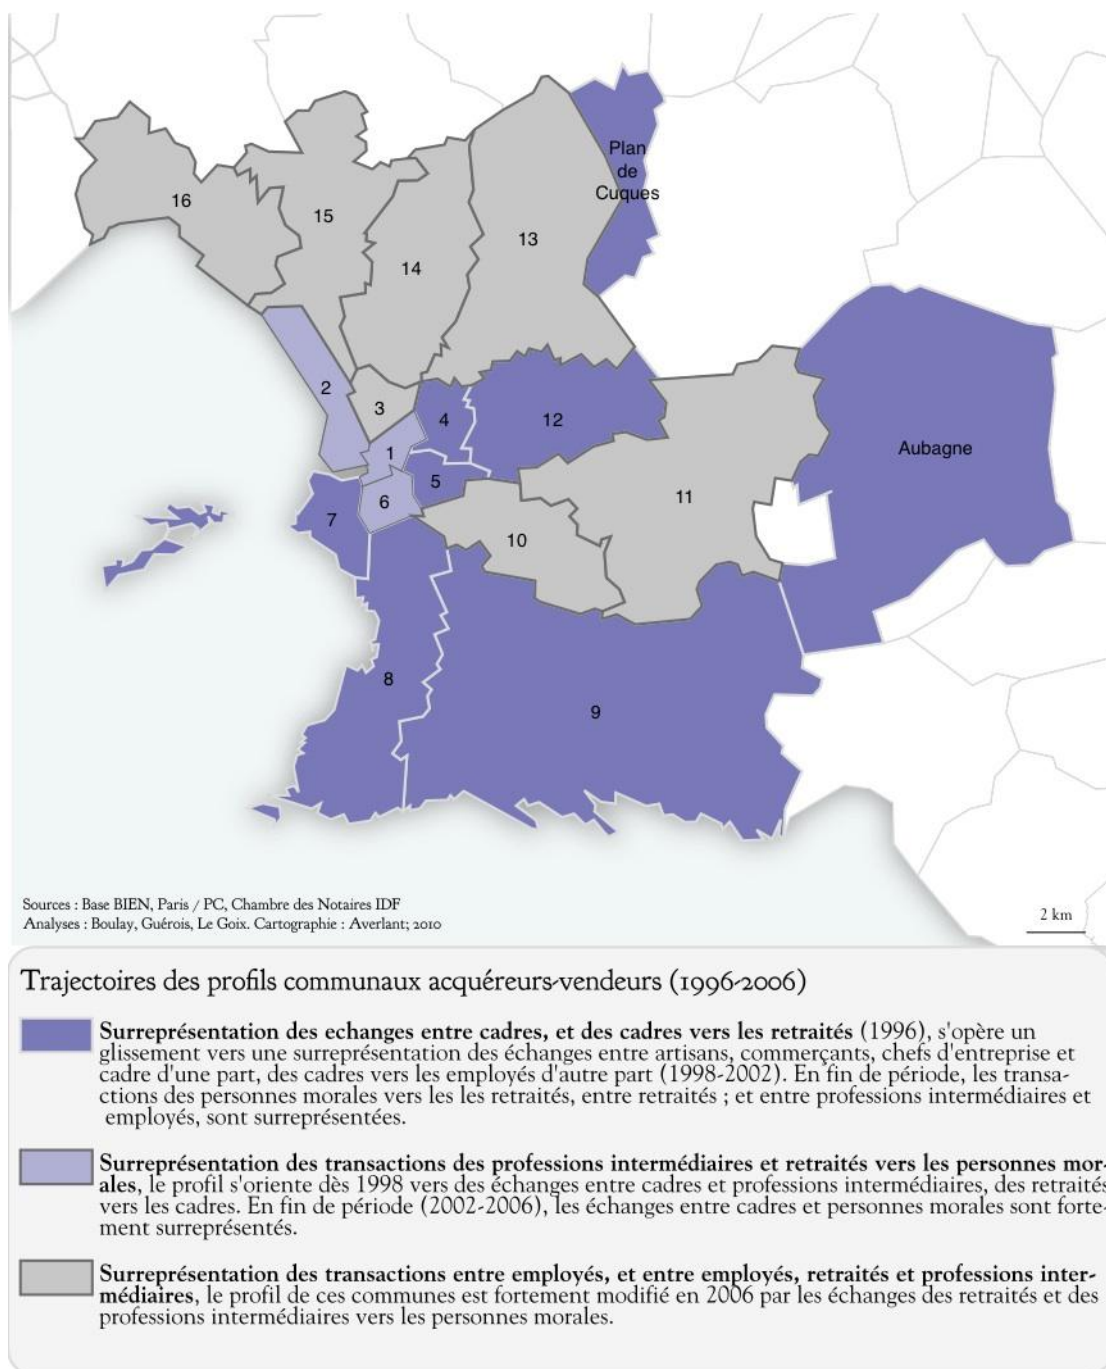 Plan
de
Cuques
16
15
13
14
2
3
4
12
1
Aubagne
5
11
6
7
10
8
9
Sources : Base BIEN, Paris / PC, Chambre des Notaires IDF
Analyses : Boulay, Guérois, Le Goix. Cartographie : Averlant; 2010
2 km
Trajectoires des profils communaux acquéreurs-vendeurs (1996-2006)
Surreprésentation des echanges entre cadres, et des cadres vers les retraités (1996), s'opère un
glissement vers une surreprésentation des échanges entre artisans, commerçants, chefs d'entreprise et
cadre d'une part, des cadres vers les employés d'autre part (1998-2002). En fin de période, les transa-
ctions des personnes morales vers les les retraités, entre retraités ; et entre professions intermédiaires et
employés, sont surreprésentées.
Surreprésentation des transactions des professions intermédiaires et retraités vers les personnes mor-
ales, le profil s'oriente dès 1998 vers des échanges entre cadres et professions intermédiaires, des retraités
vers les cadres. En fin de période (2002-2006), les échanges entre cadres et personnes morales sont forte-
ment surreprésentés.
Surreprésentation des transactions entre employés, et entre employés, retraités et professions inter-
médiaires, le profil de ces communes est fortement modifié en 2006 par les échanges des retraités et des
professions intermédiaires vers les personnes morales.